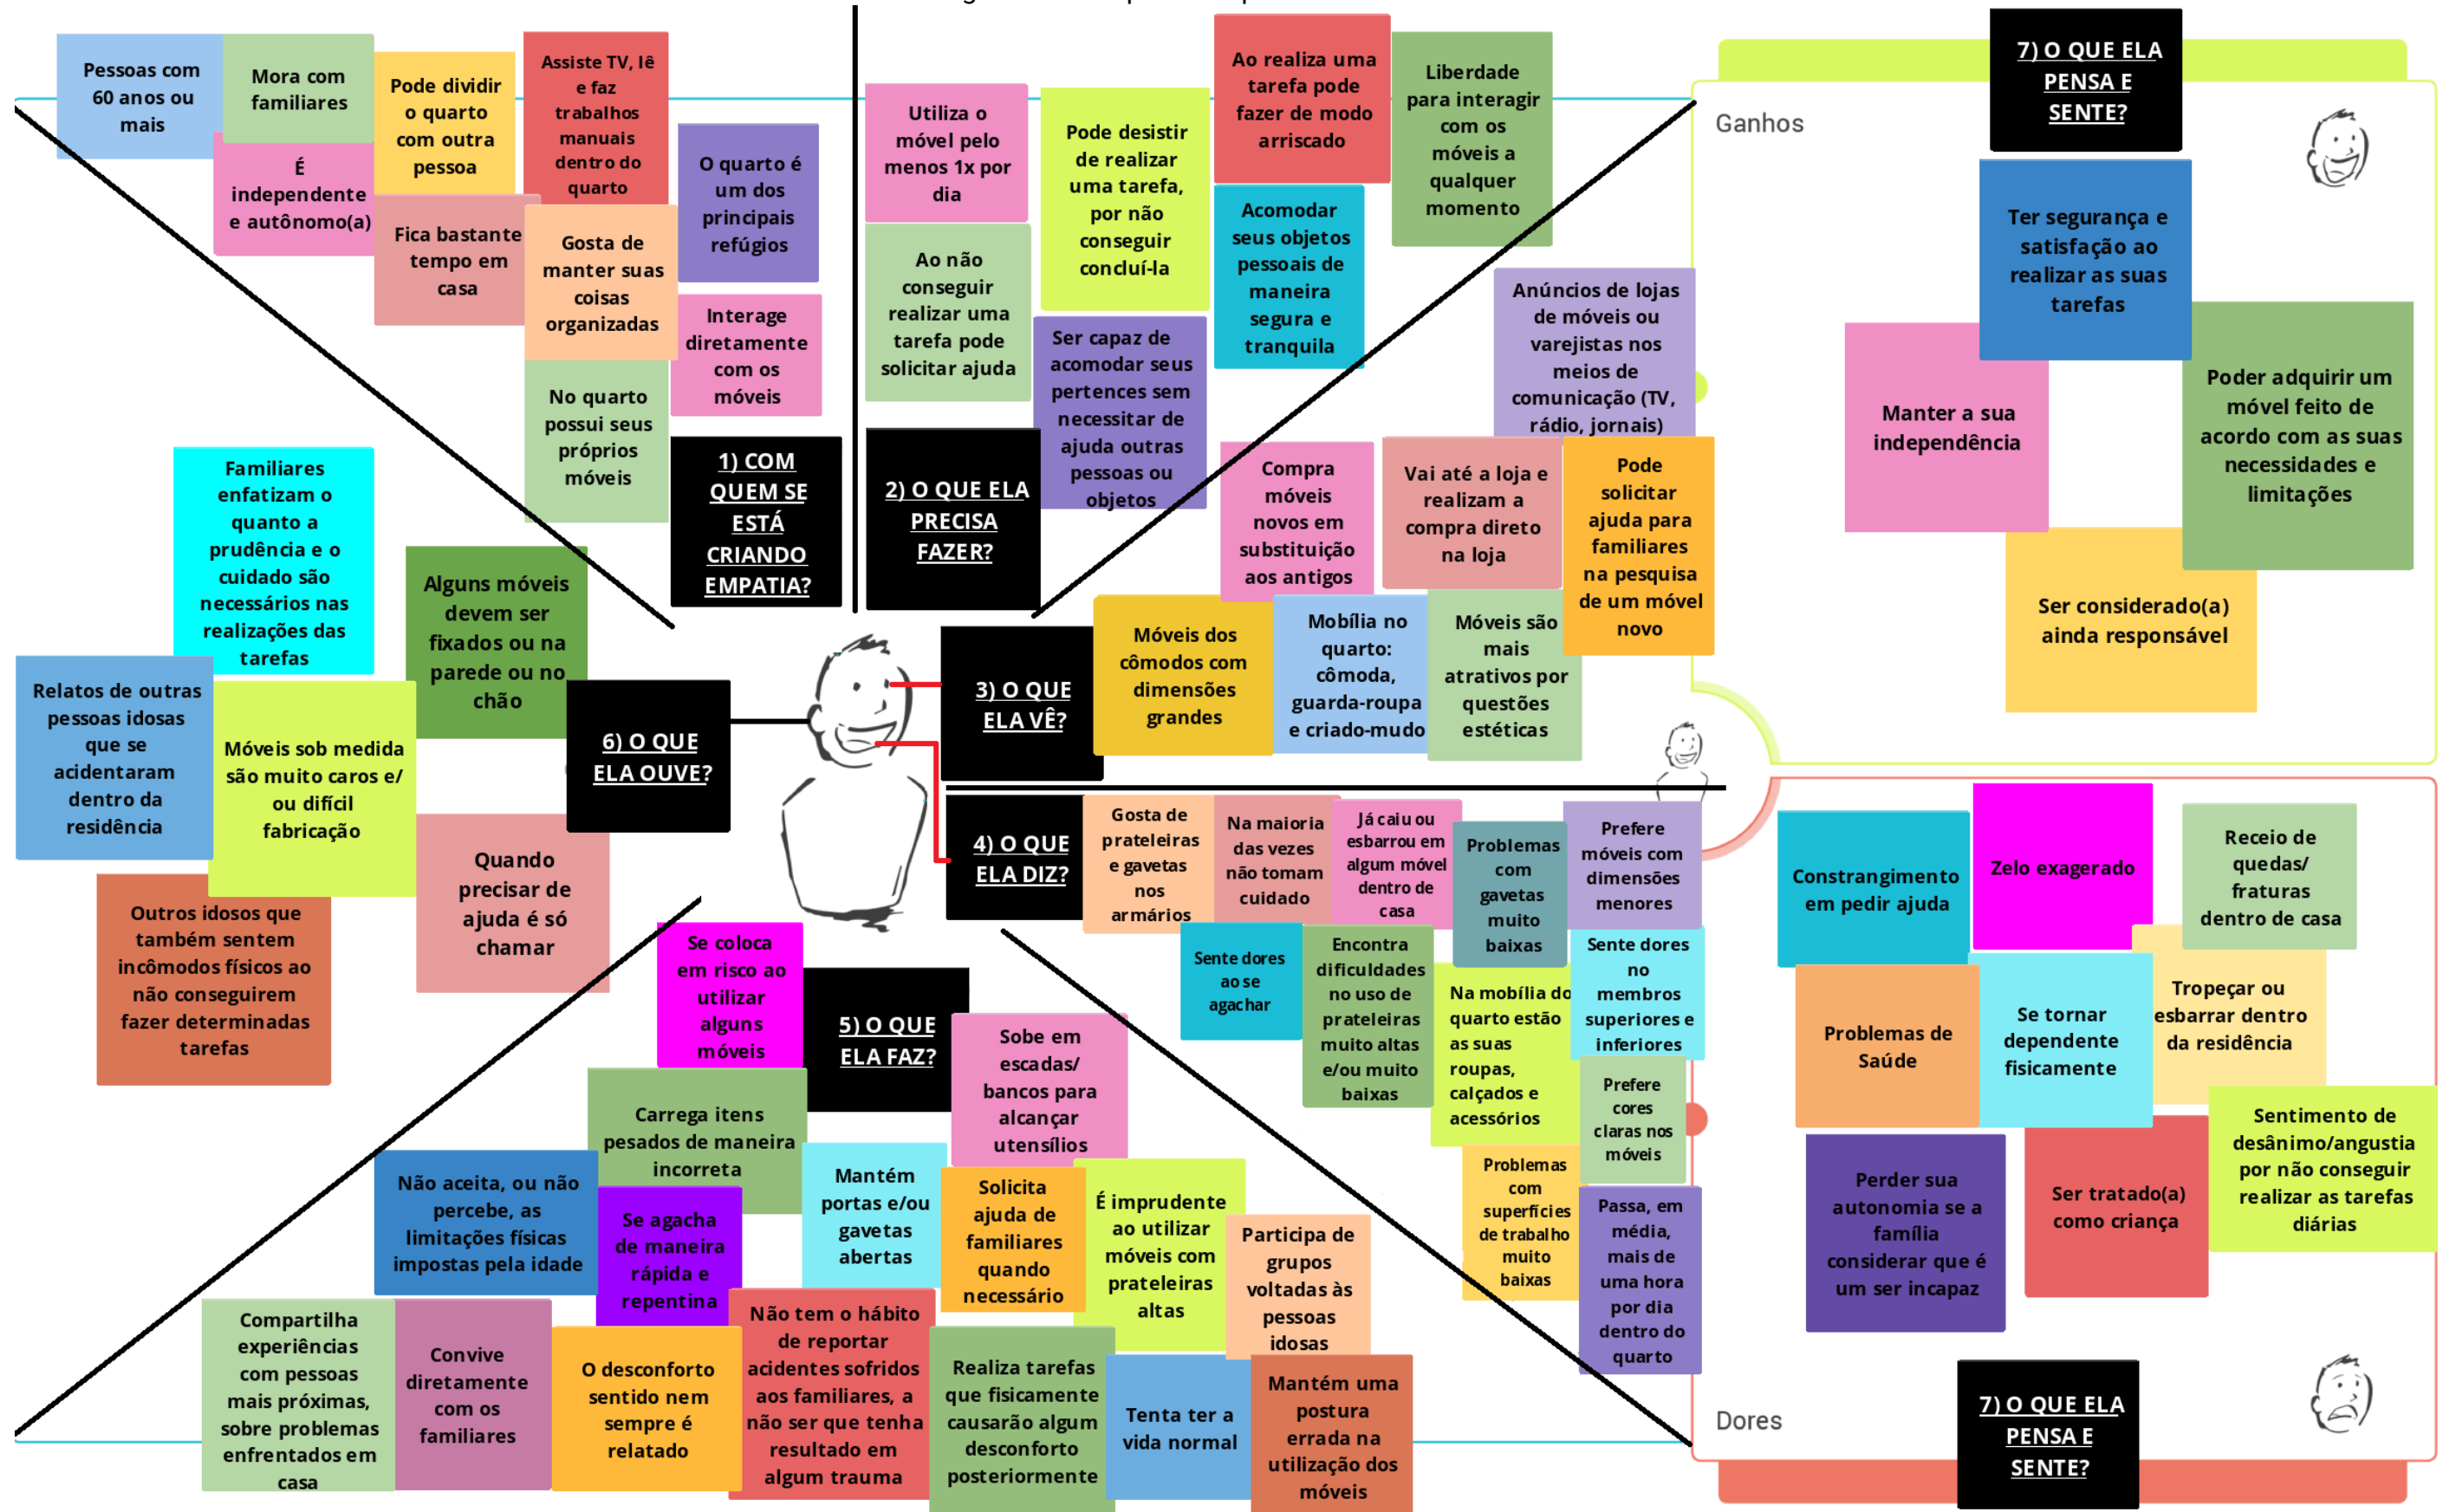 Pessoas com
60 anos ou
mais
Mora com
familiares
É
independente
e autônomo(a)
Pode dividir
o quarto
com outra
pessoa
Assiste TV, lê
e faz
trabalhos
manuais
dentro do
quarto
O quarto é
um dos
principais
refúgios
Fica bastante
tempo em
casa
Gosta de
manter suas
coisas
organizadas
Interage
diretamente
com os
móveis
No quarto
possui seus
próprios
móveis
1) COM
QUEM SE
ESTÁ
CRIANDO
EMPATIA?
Utiliza o
móvel pelo
menos 1x por
dia
Pode desistir
de realizar
uma tarefa,
por não
conseguir
concluí-la
Ao realiza uma
tarefa pode
fazer de modo
arriscado
Liberdade
para interagir
com os
móveis a
qualquer
momento
Ao não
conseguir
realizar uma
tarefa pode
solicitar ajuda
Acomodar
seus objetos
pessoais de
maneira
segura e
tranquila
Ser capaz de
acomodar seus
pertences sem
necessitar de
ajuda outras
pessoas ou
objetos
2) O QUE ELA
PRECISA
FAZER?
Anúncios de lojas
de móveis ou
varejistas nos
meios de
comunicação (TV,
rádio, jornais)
Compra
móveis
novos em
substituição
aos antigos
Vai até a loja e
realizam a
compra direto
na loja
Pode
solicitar
ajuda para
familiares
na pesquisa
de um móvel
novo
3) O QUE
ELA VÊ?
Móveis dos
cômodos com
dimensões
grandes
Mobília no
quarto:
cômoda,
guarda-roupa
e criado-mudo
Móveis são
mais
atrativos por
questões
estéticas
4) O QUE
ELA DIZ?
Gosta de
prateleiras
e gavetas
nos
armários
Na maioria
das vezes
não tomam
cuidado
Já caiu ou
esbarrou em
algum móvel
dentro de
casa
Problemas
com
gavetas
muito
baixas
Prefere
móveis com
dimensões
menores
Sente dores
ao se
agachar
Encontra
dificuldades
no uso de
prateleiras
muito altas
e/ou muito
baixas
Na mobília do
quarto estão
as suas
roupas,
calçados e
acessórios
Sente dores
no
membros
superiores e
inferiores
Prefere
cores
claras nos
móveis
Problemas
com
superfícies
de trabalho
muito
baixas
Passa, em
média,
mais de
uma hora
por dia
dentro do
quarto
5) O QUE
ELA FAZ?
Se coloca
em risco ao
utilizar
alguns
móveis
Sobe em
escadas/
bancos para
alcançar
utensílios
Carrega itens
pesados de maneira
incorreta
Não aceita, ou não
percebe, as
limitações físicas
impostas pela idade
Se agacha
de maneira
rápida e
repentina
Mantém
portas e/ou
gavetas
abertas
Solicita
ajuda de
familiares
quando
necessário
É imprudente
ao utilizar
móveis com
prateleiras
altas
Participa de
grupos
voltadas às
pessoas
idosas
Compartilha
experiências
com pessoas
mais próximas,
sobre problemas
enfrentados em
casa
Convive
diretamente
com os
familiares
O desconforto
sentido nem
sempre é
relatado
Não tem o hábito
de reportar
acidentes sofridos
aos familiares, a
não ser que tenha
resultado em
algum trauma
Realiza tarefas
que fisicamente
causarão algum
desconforto
posteriormente
Tenta ter a
vida normal
Mantém uma
postura
errada na
utilização dos
móveis
6) O QUE
ELA OUVE?
Familiares
enfatizam o
quanto a
prudência e o
cuidado são
necessários nas
realizações das
tarefas
Alguns móveis
devem ser
fixados ou na
parede ou no
chão
Relatos de outras
pessoas idosas
que se
acidentaram
dentro da
residência
Móveis sob medida
são muito caros e/
ou difícil
fabricação
Quando
precisar de
ajuda é só
chamar
Outros idosos que
também sentem
incômodos físicos ao
não conseguirem
fazer determinadas
tarefas
7) O QUE ELA
PENSA E
SENTE?
Ganhos
Ter segurança e
satisfação ao
realizar as suas
tarefas
Manter a sua
independência
Poder adquirir um
móvel feito de
acordo com as suas
necessidades e
limitações
Ser considerado(a)
ainda responsável
Constrangimento
em pedir ajuda
Zelo exagerado
Receio de
quedas/
fraturas
dentro de casa
Problemas de
Saúde
Se tornar
dependente
fisicamente
Tropeçar ou
esbarrar dentro
da residência
Perder sua
autonomia se a
família
considerar que é
um ser incapaz
Ser tratado(a)
como criança
Sentimento de
desânimo/angustia
por não conseguir
realizar as tarefas
diárias
Dores
7) O QUE ELA
PENSA E
SENTE?